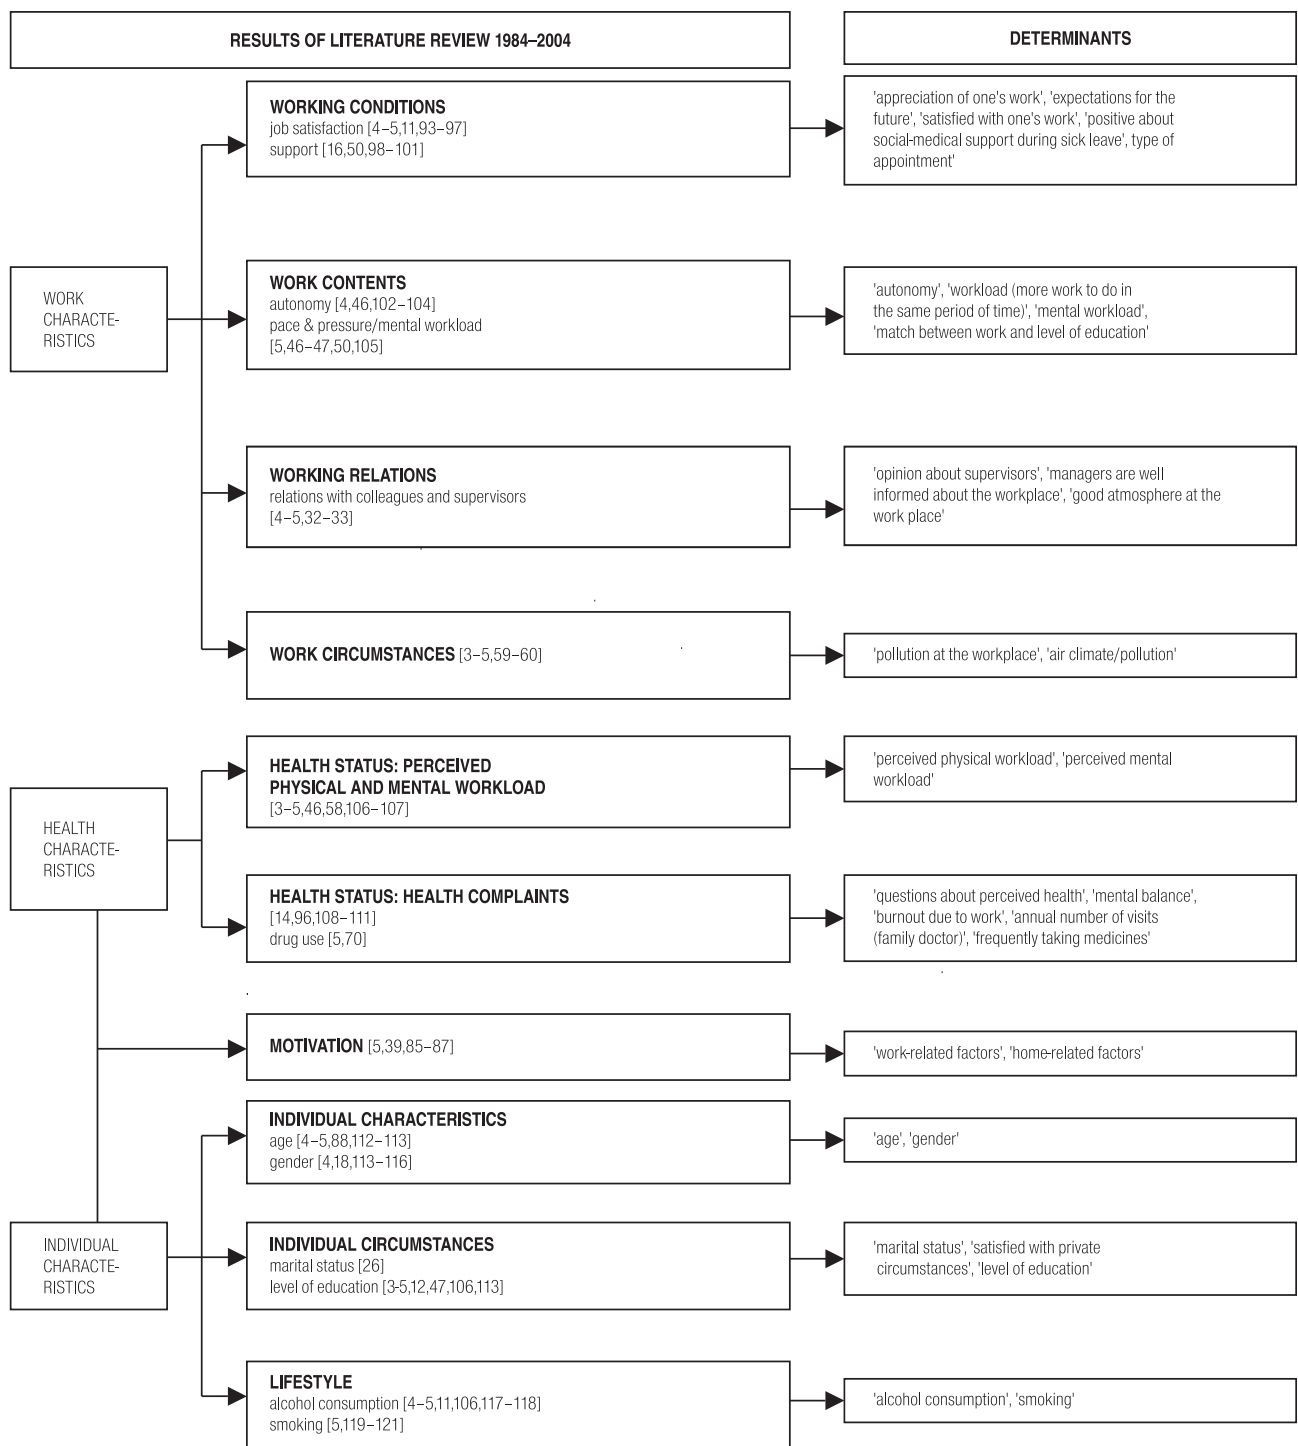 RESULTS OF LITERATURE REVIEW 1984–2004
DETERMINANTS
WORK
CHARACTE-
RISTICS
WORKING CONDITIONS
job satisfaction [4–5,11,93–97]
support [16,50,98–101]
'appreciation of one's work', 'expectations for the
future', 'satisfied with one's work', 'positive about
social-medical support during sick leave', type of
appointment'
WORK CONTENTS
autonomy [4,46,102–104]
pace & pressure/mental workload
[5,46–47,50,105]
'autonomy', 'workload (more work to do in
the same period of time)', 'mental workload',
'match between work and level of education'
WORKING RELATIONS
relations with colleagues and supervisors
[4–5,32–33]
'opinion about supervisors', 'managers are well
informed about the workplace', 'good atmosphere at the
work place'
WORK CIRCUMSTANCES [3–5,59–60]
'pollution at the workplace', 'air climate/pollution'
HEALTH
CHARACTE-
RISTICS
HEALTH STATUS: PERCEIVED
PHYSICAL AND MENTAL WORKLOAD
[3–5,46,58,106–107]
'perceived physical workload', 'perceived mental
workload'
HEALTH STATUS: HEALTH COMPLAINTS
[14,96,108–111]
drug use [5,70]
'questions about perceived health', 'mental balance',
'burnout due to work', 'annual number of visits
(family doctor)', 'frequently taking medicines'
MOTIVATION [5,39,85–87]
'work-related factors', 'home-related factors'
INDIVIDUAL
CHARACTE-
RISTICS
INDIVIDUAL CHARACTERISTICS
age [4–5,88,112–113]
gender [4,18,113–116]
'age', 'gender'
INDIVIDUAL CIRCUMSTANCES
marital status [26]
level of education [3-5,12,47,106,113]
'marital status', 'satisfied with private
circumstances', 'level of education'
LIFESTYLE
alcohol consumption [4–5,11,106,117–118]
smoking [5,119–121]
'alcohol consumption', 'smoking'